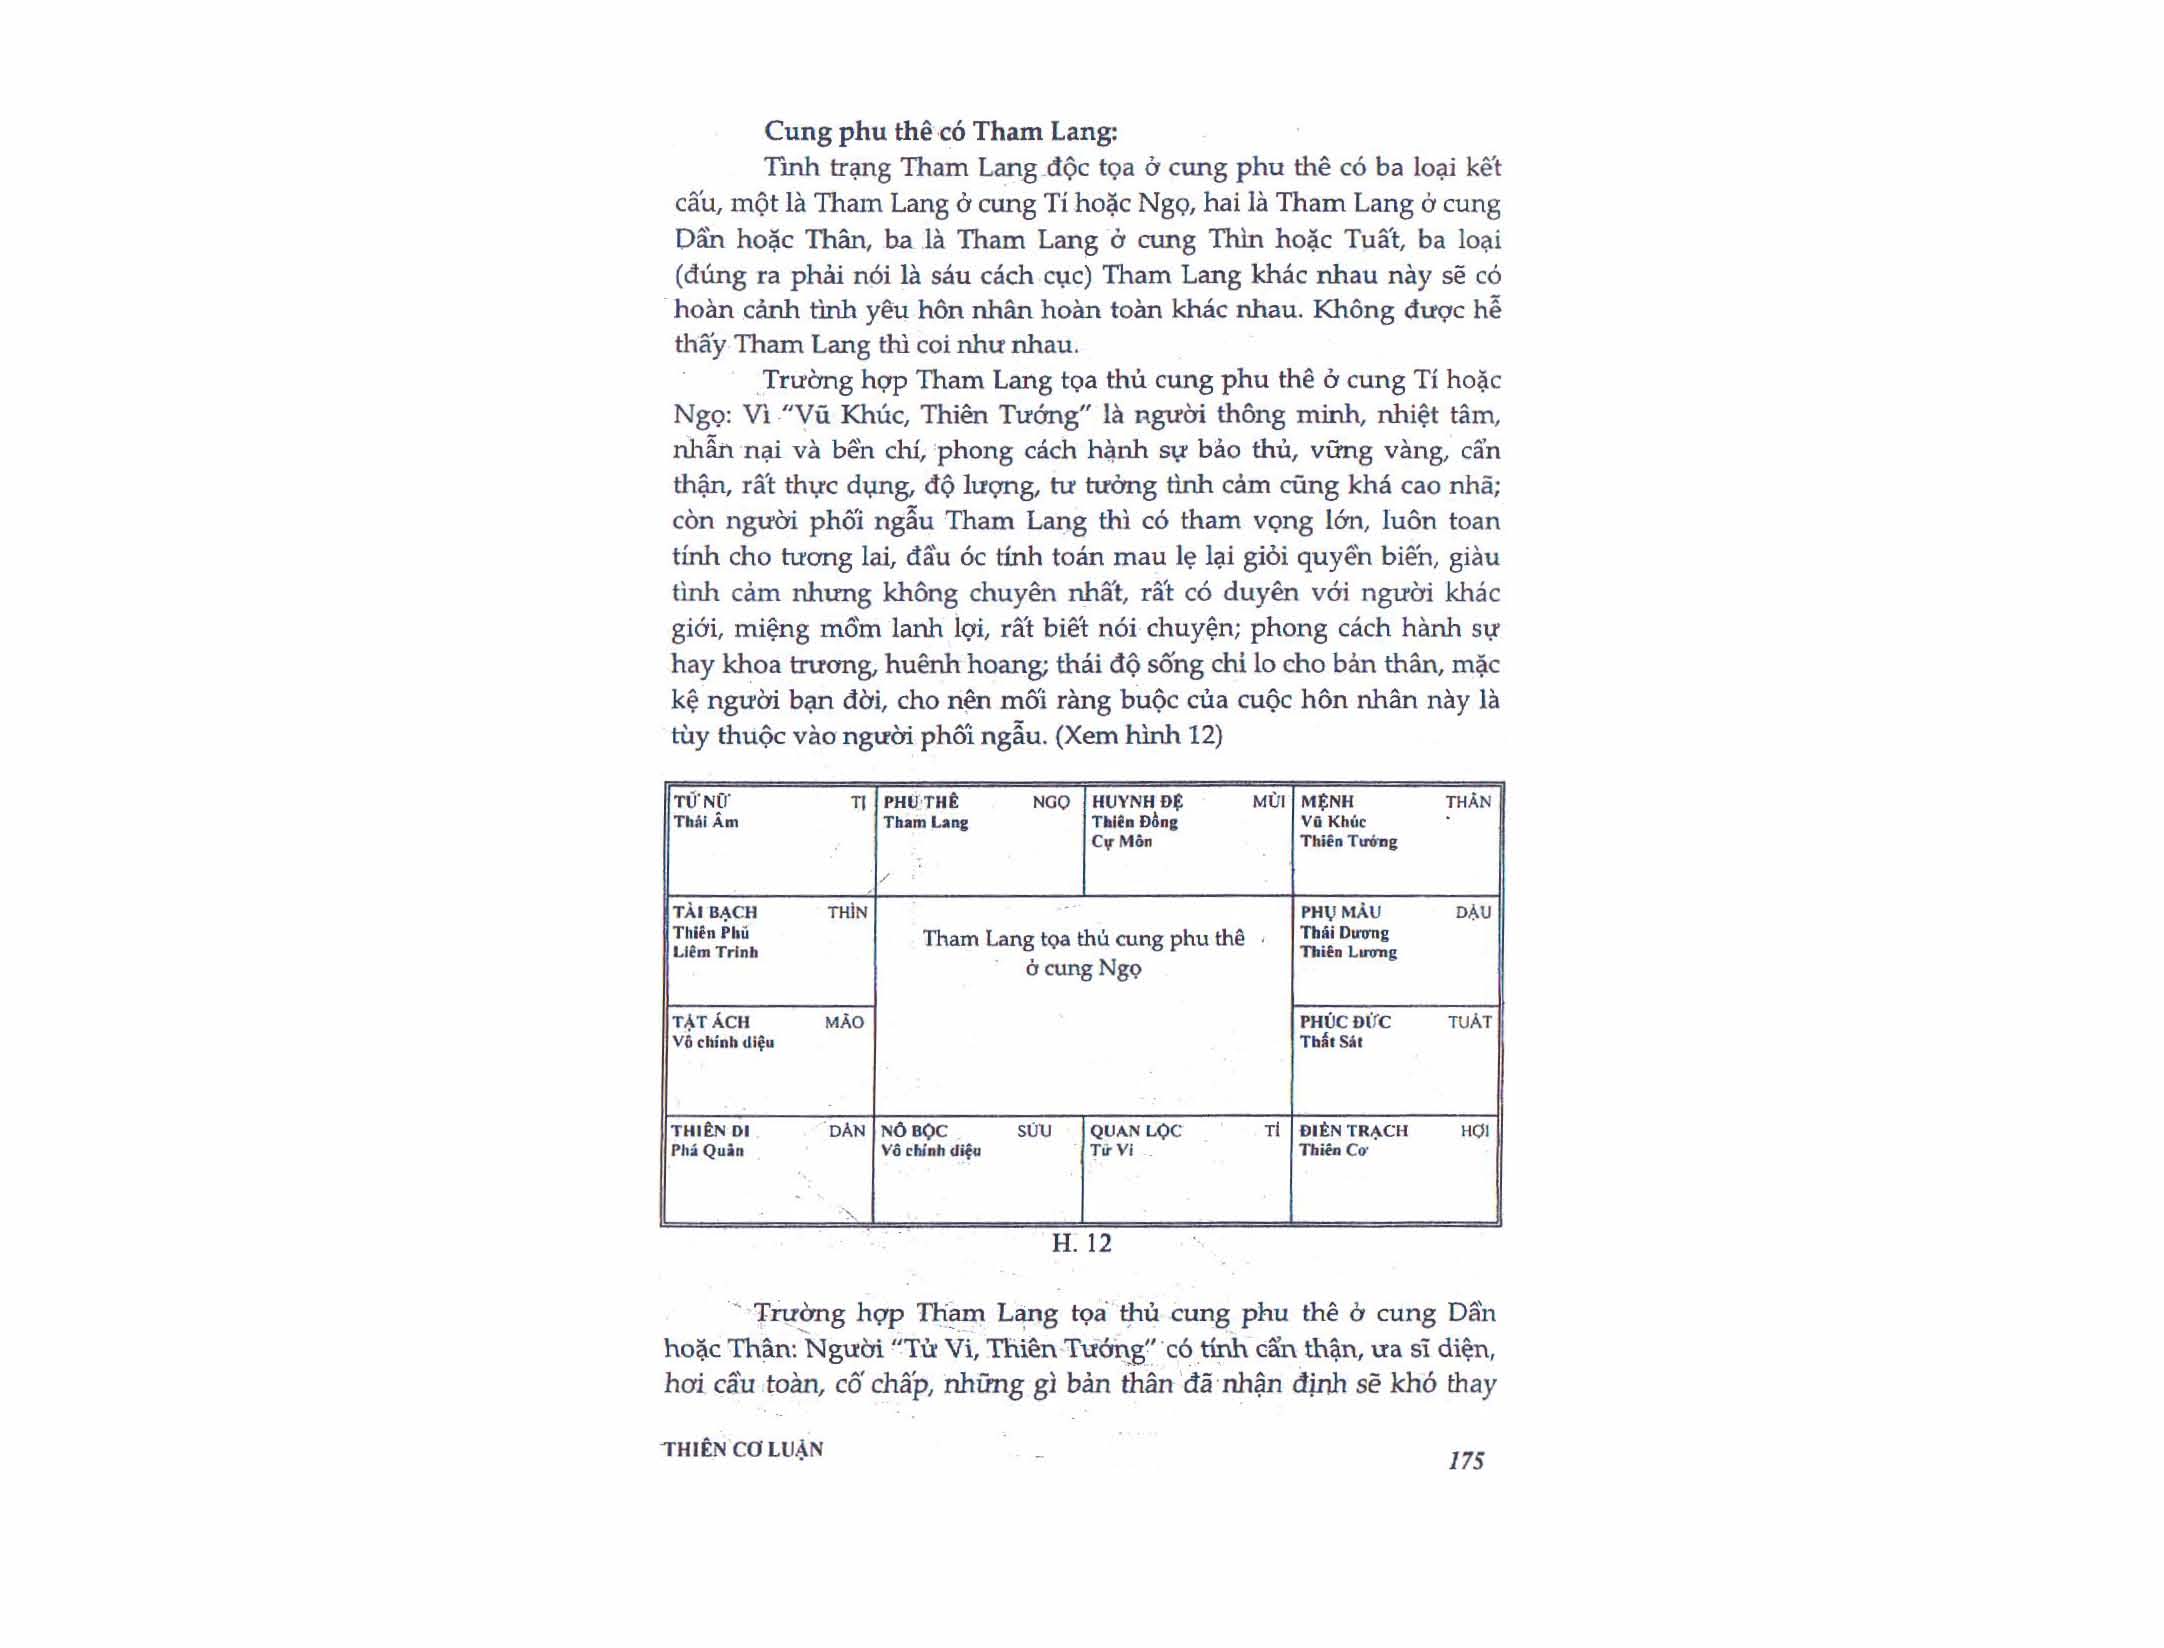 Cung phu thê có Tham Lang:
Tình trạng Tham Lang độc tọa ở cung phu thê có ba loại kết
cấu, một là Tham Lang ở cung Tí hoặc Ngọ, hai là Tham Lang ở cung
Dần hoặc Thân, ba là Tham Lang ở cung Thìn hoặc Tuất, ba loại
(đúng ra phải nói là sáu cách cục) Tham Lang khác nhau này sẽ có
hoàn cảnh tình yêu hôn nhân hoàn toàn khác nhau. Không được hễ
thấy Tham Lang thì coi như nhau.
Trường hợp Tham Lang tọa thủ cung phu thê ở cung Tí hoặc
Ngọ: Vì "Vũ Khúc, Thiên Tướng" là người thông minh, nhiệt tâm,
nhẫn nại và bền chí, phong cách hành sự bảo thủ, vững vàng, cẩn
thận, rất thực dụng, độ lượng, tư tưởng tình cảm cũng khá cao nhã;
còn người phối ngẫu Tham Lang thì có tham vọng lớn, luôn toan
tính cho tương lai, đầu óc tính toán mau lẹ lại giỏi quyền biến, giàu
tình cảm nhưng không chuyên nhất, rất có duyên với người khác
giới, miệng mồm lanh lợi, rất biết nói chuyện; phong cách hành sự
hay khoa trương, huênh hoang; thái độ sống chỉ lo cho bản thân, mặc
kệ người bạn đời, cho nên mối ràng buộc của cuộc hôn nhân này là
tùy thuộc vào người phối ngẫu. (Xem hình 12)
TỬ NỮ TỊ PHU THÊ NGỌ HUYNH ĐỆ MÙI MỆNH THÂN
Thái Âm Tham Lang Thiên Đồng Vũ Khúc
Cự Môn Thiên Tướng
TÀI BẠCH THÌN PHỤ MẪU DẬU
Thiên Phủ Thái Dương
Liêm Trinh Thiên Lương
Tham Lang tọa thủ cung phu thê
ở cung Ngọ
TẬT ÁCH MÃO PHÚC ĐỨC TUẤT
Vô chính diệu Thất Sát
THIÊN DI DẦN NÔ BỘC SỬU QUAN LỘC TÍ ĐIỀN TRẠCH HỢI
Phá Quân Vô chính diệu Tử Vi Thiên Cơ
H. 12
Trường hợp Tham Lang tọa thủ cung phu thê ở cung Dần
hoặc Thân: Người "Tử Vi, Thiên Tướng" có tính cẩn thận, ưa sĩ diện,
hơi cầu toàn, cố chấp, những gì bản thân đã nhận định sẽ khó thay
THIÊN CƠ LUẬN 175